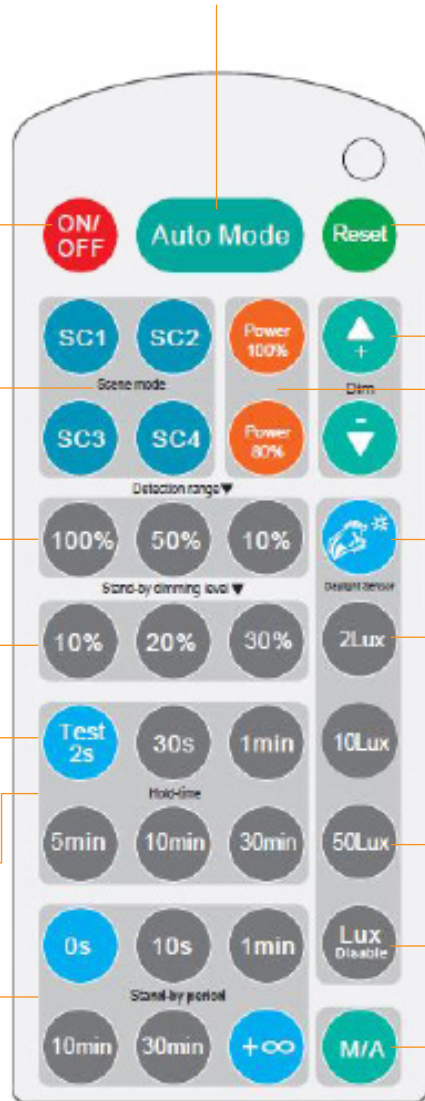 ON/
OFF
Auto Mode
Reset
SC1
SC2
Scene mode
SC3
SC4
Power
100%
Power
80%
+
Dim
-
Detection range▼
100%
50%
10%
Stand-by dimming level▼
10%
20%
30%
Test
2s
30s
1min
Hold-time
5min
10min
30min
0s
10s
1min
Stand-by period
10min
30min
+∞
Daylight Sensor
2Lux
10Lux
50Lux
Lux
Disable
M/A